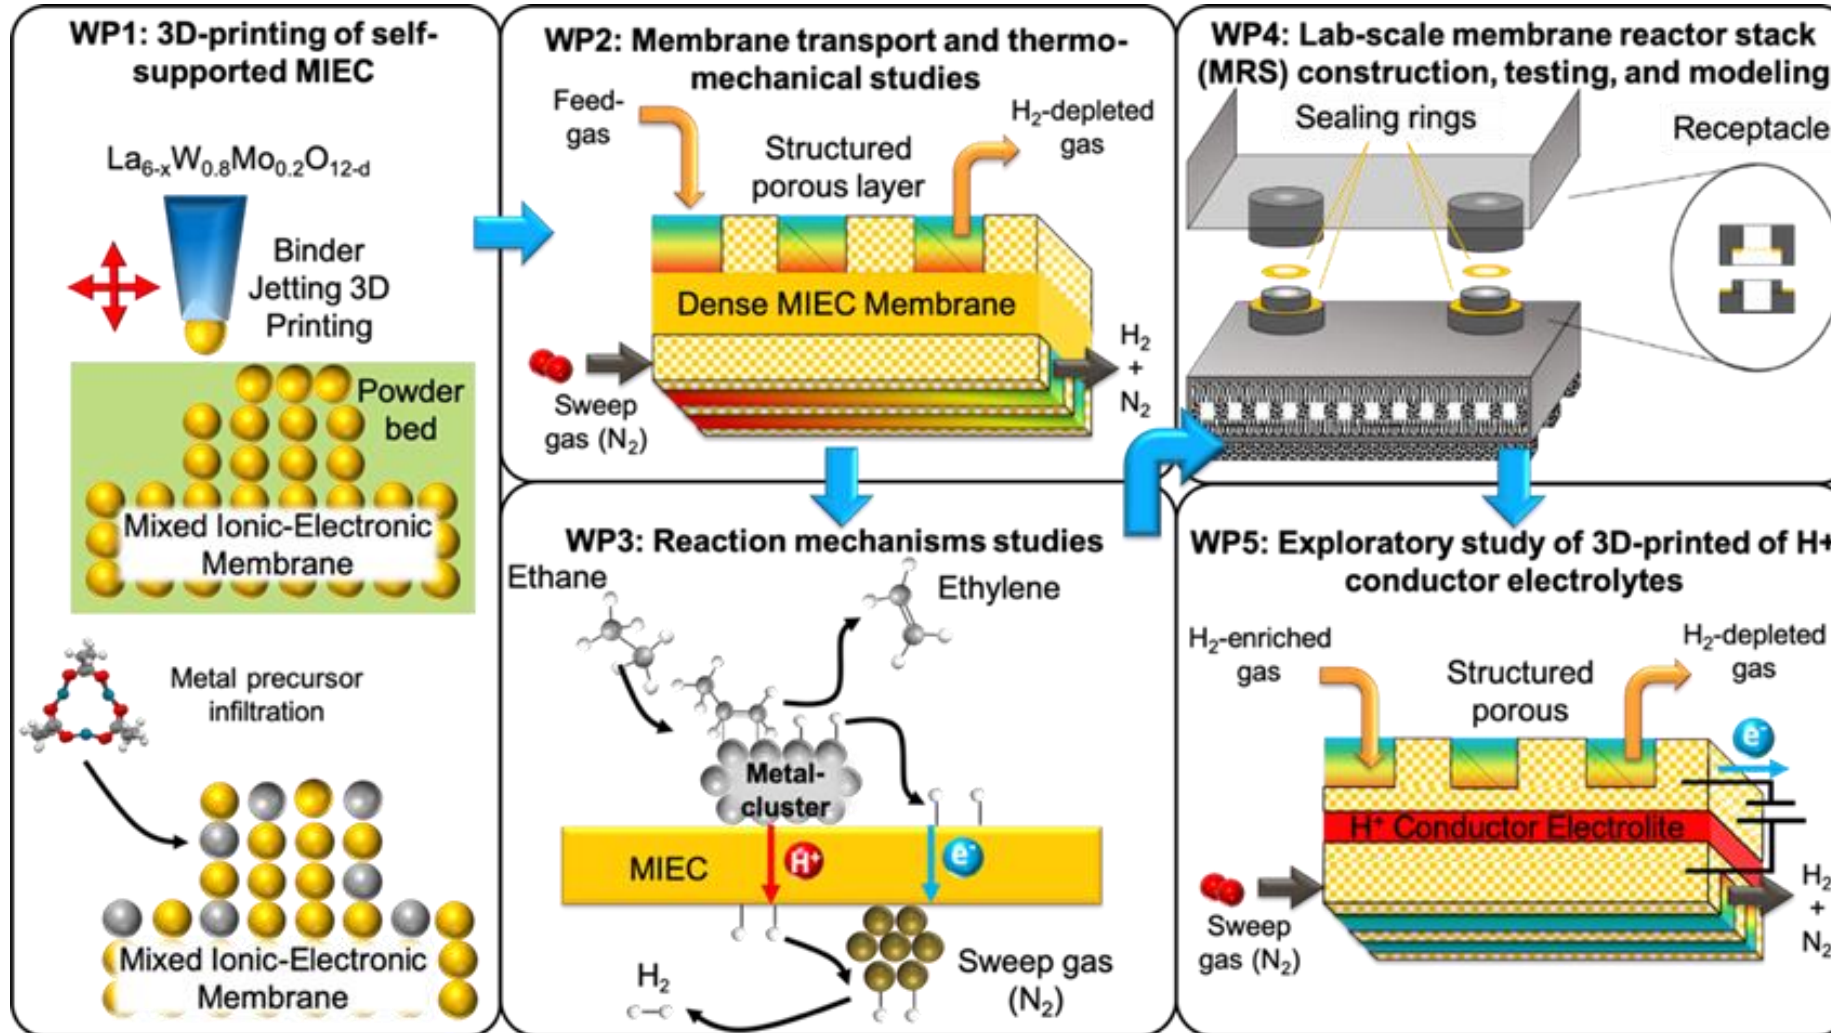 WP1: 3D-printing of self-
supported MIEC
La6-xW0.8Mo0.2O12-d
Binder
Jetting 3D
Printing
Powder
bed
Mixed Ionic-Electronic
Membrane
Metal precursor
infiltration
Mixed Ionic-Electronic
Membrane
WP2: Membrane transport and thermo-
mechanical studies
Feed-
gas
H2-depleted
gas
Structured
porous layer
Dense MIEC Membrane
H2
+
N2
Sweep
gas (N2)
WP3: Reaction mechanisms studies
Ethane
Ethylene
Metal-
cluster
MIEC
H+
e-
Sweep gas
(N2)
H2
WP4: Lab-scale membrane reactor stack
(MRS) construction, testing, and modeling
Sealing rings
Receptacle
WP5: Exploratory study of 3D-printed of H+
conductor electrolytes
H2-enriched
gas
H2-depleted
gas
Structured
porous
e-
H+ Conductor Electrolite
Sweep
gas (N2)
H2
+
N2